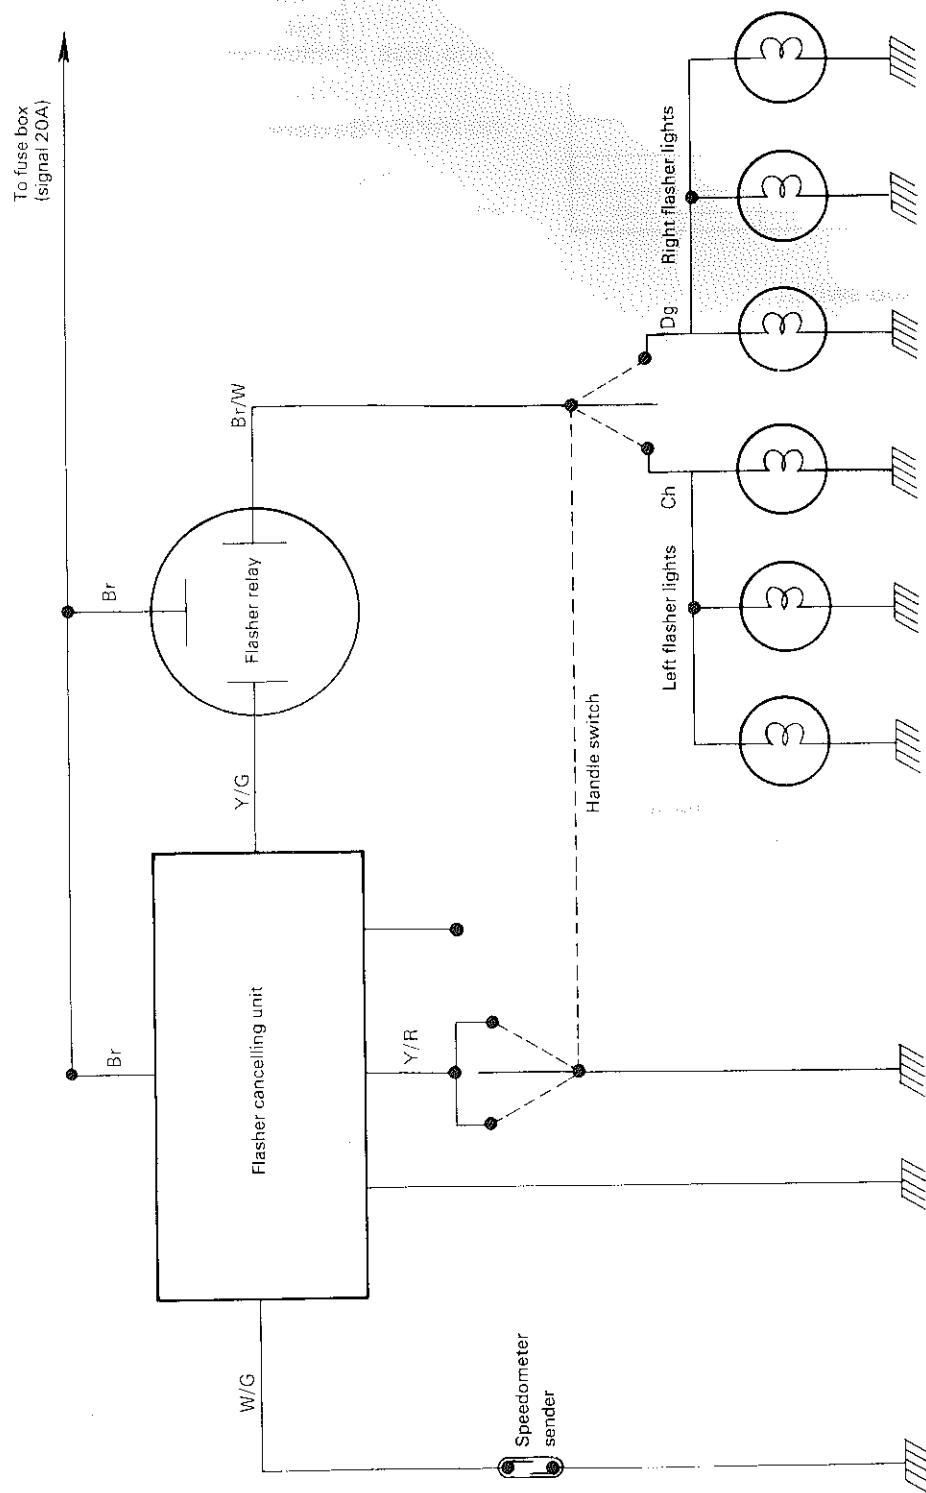 To fuse box
(signal 20A)
Br
Br
Br/W
Flasher relay
Y/G
Flasher cancelling unit
Y/R
W/G
Speedometer
sender
Handle switch
Dg
Right flasher lights
Ch
Left flasher lights